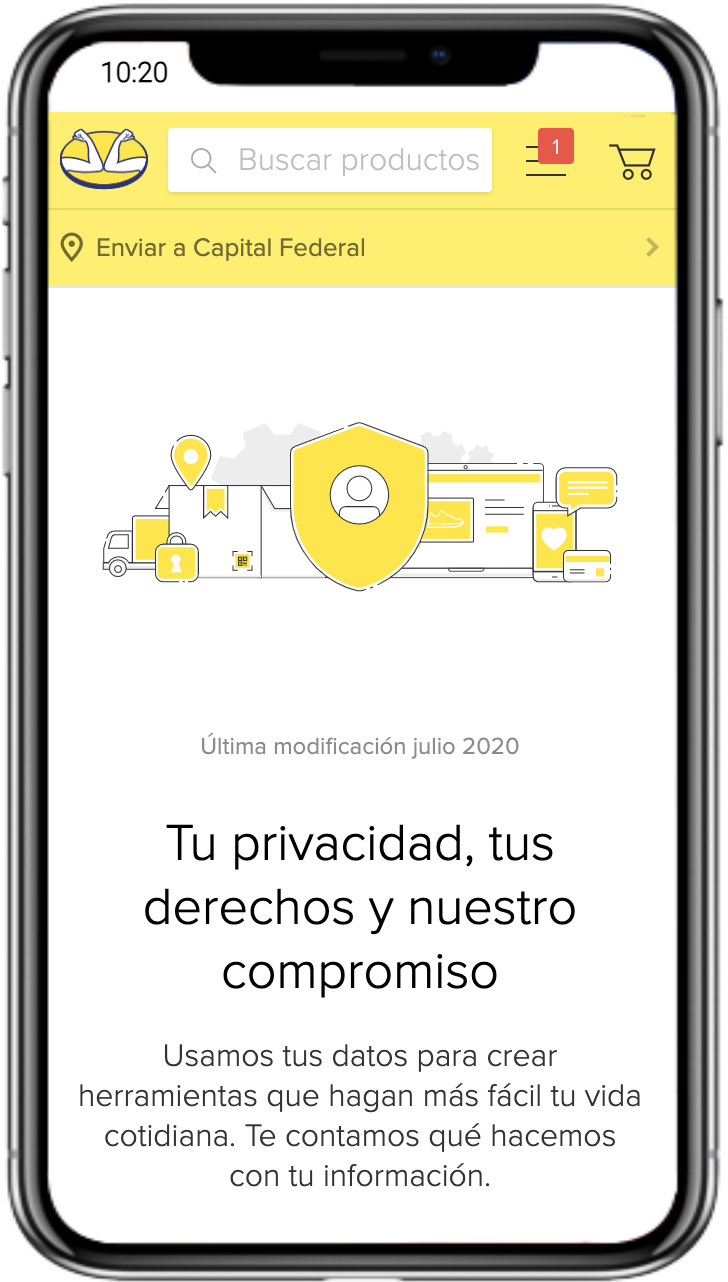 10:20
Buscar productos
1
Enviar a Capital Federal
Última modificación julio 2020
Tu privacidad, tus
derechos y nuestro
compromiso
Usamos tus datos para crear
herramientas que hagan más fácil tu vida
cotidiana. Te contamos qué hacemos
con tu información.